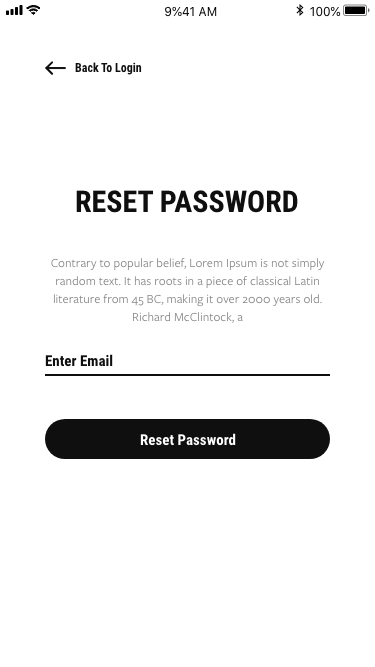 9%41 AM
100%
Back To Login
RESET PASSWORD
Contrary to popular belief, Lorem Ipsum is not simply
random text. It has roots in a piece of classical Latin
literature from 45 BC, making it over 2000 years old.
Richard McClintock, a
Enter Email
Reset Password